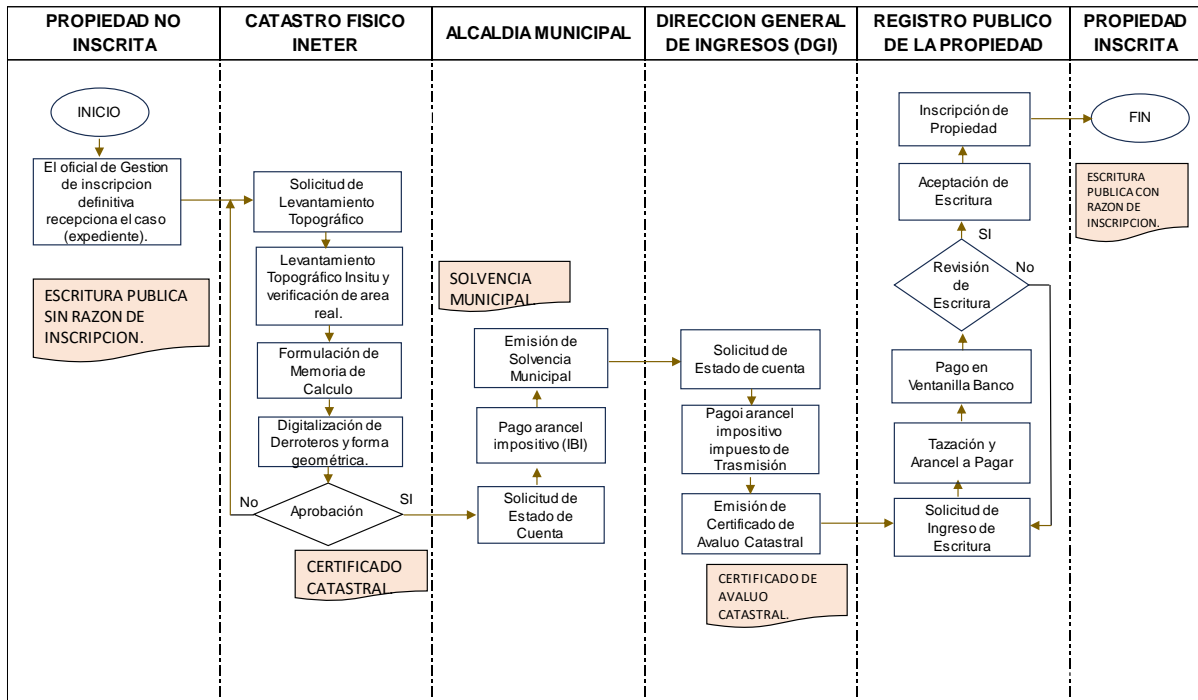 PROPIEDAD NO
INSCRITA
CATASTRO FISICO
INETER
ALCALDIA MUNICIPAL
DIRECCION GENERAL
DE INGRESOS (DGI)
REGISTRO PUBLICO
DE LA PROPIEDAD
PROPIEDAD
INSCRITA
INICIO
El oficial de Gestion
de inscripcion
definitiva
recepciona el caso
(expediente).
ESCRITURA PUBLICA
SIN RAZON DE
INSCRIPCION.
Solicitud de
Levantamiento
Topográfico
Levantamiento
Topográfico Insitu y
verificación de area
real.
Formulación de
Memoria de
Calculo
Digitalización de
Derroteros y forma
geométrica.
No
Aprobación
SI
CERTIFICADO
CATASTRAL.
SOLVENCIA
MUNICIPAL.
Emisión de
Solvencia
Municipal
Pago arancel
impositivo (IBI)
Solicitud de
Estado de
Cuenta
Solicitud de
Estado de cuenta
Pagoi arancel
impositivo
impuesto de
Trasmisión
Emisión de
Certificado de
Avaluo Catastral
CERTIFICADO DE
AVALUO
CATASTRAL.
Inscripción de
Propiedad
Aceptación de
Escritura
SI
Revisión
de
Escritura
No
Pago en
Ventanilla Banco
Tazación y
Arancel a Pagar
Solicitud de
Ingreso de
Escritura
FIN
ESCRITURA
PUBLICA CON
RAZON DE
INSCRIPCION.